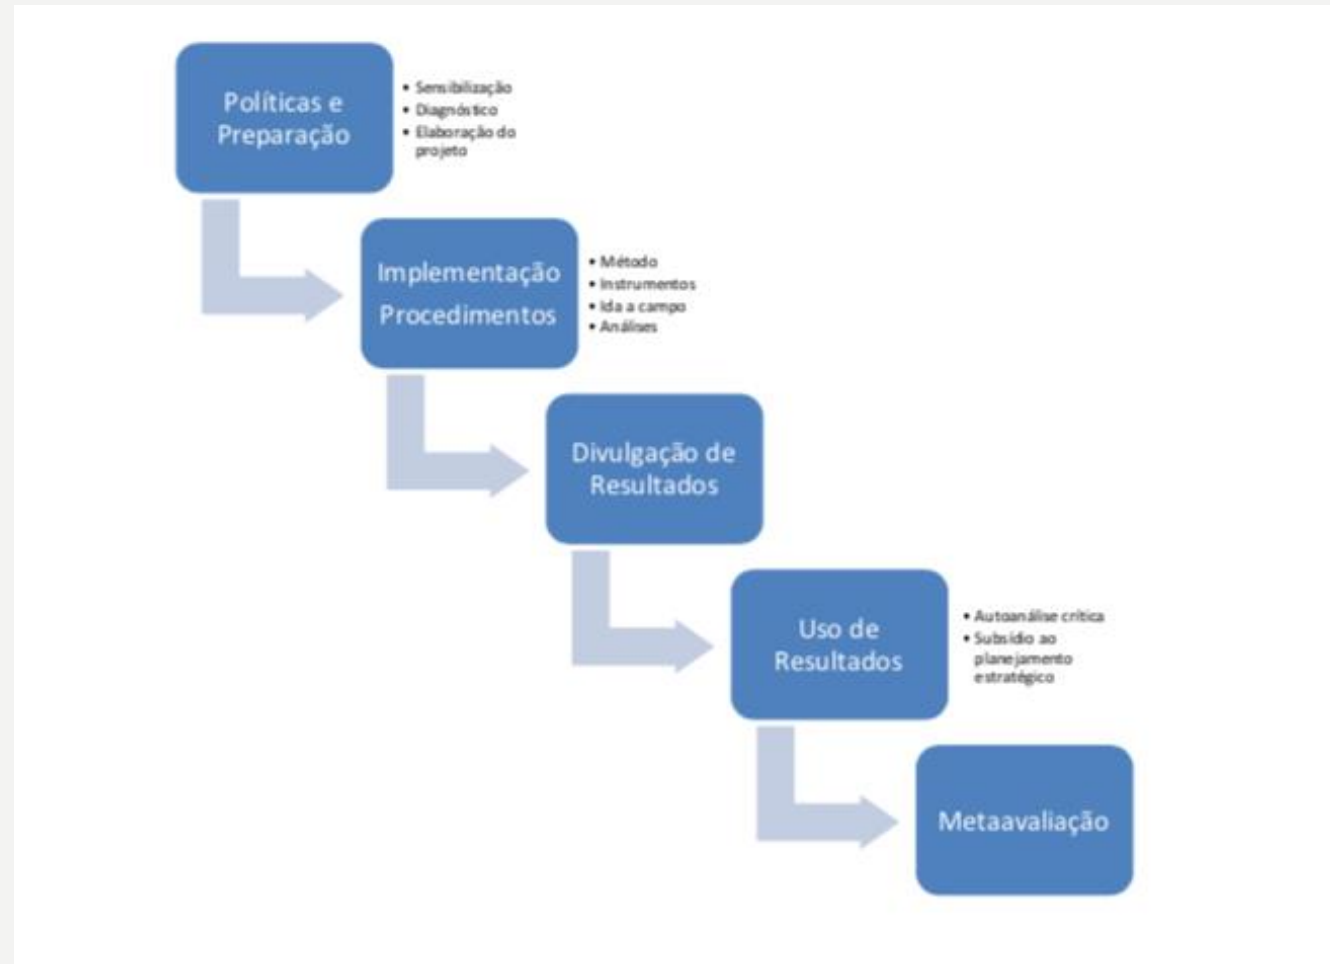 Políticas e
Preparação
• Sensibilização
• Diagnóstico
• Elaboração do
projeto
Implementação
Procedimentos
• Método
• Instrumentos
• Ida a campo
• Análises
Divulgação de
Resultados
Uso de
Resultados
• Autoanálise crítica
• Subsídio ao
planejamento
estratégico
Metaavaliação